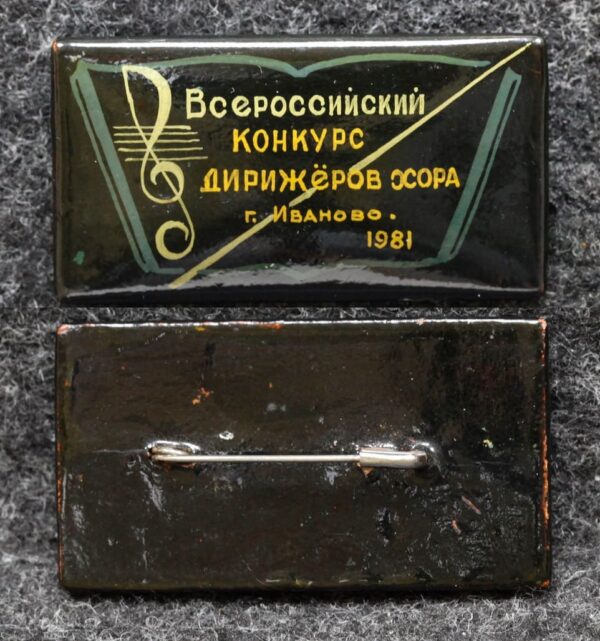 Всероссийский
КОНКУРС
ДИРИЖЁРОВ ХОРА
г. Иваново.
1981